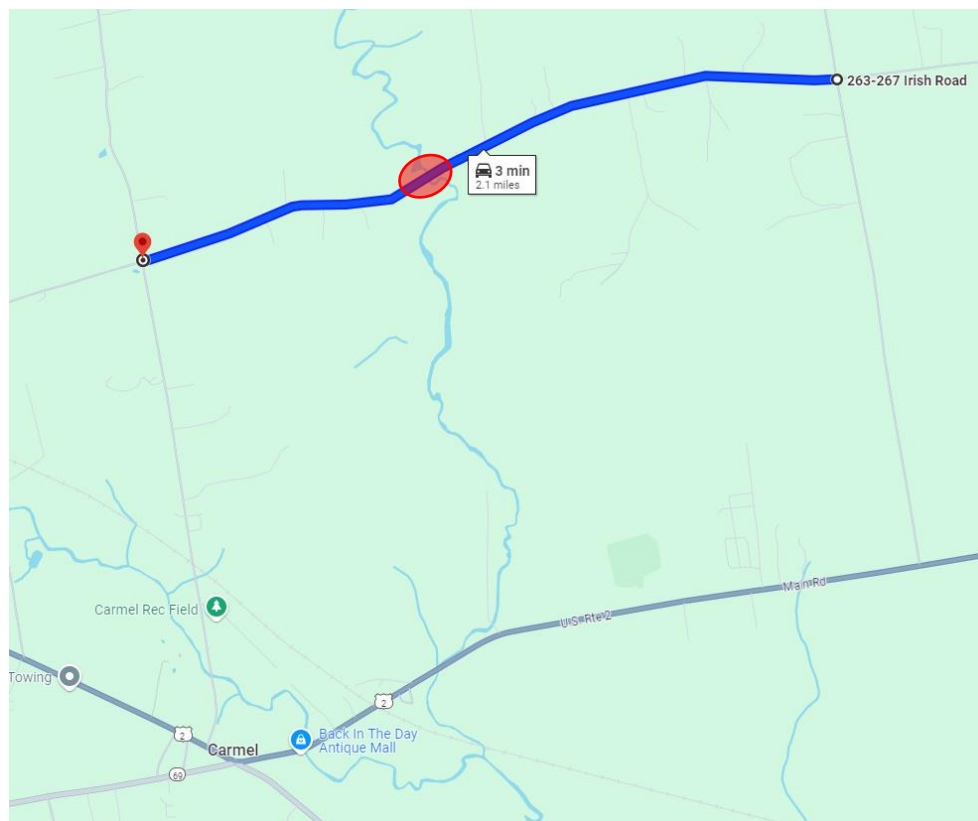 263-267 Irish Road
3 min
2.1 miles
Main Rd
U.S. Rte 2
Carmel Rec Field
Towing
2
2
Back In The Day
Antique Mall
Carmel
69